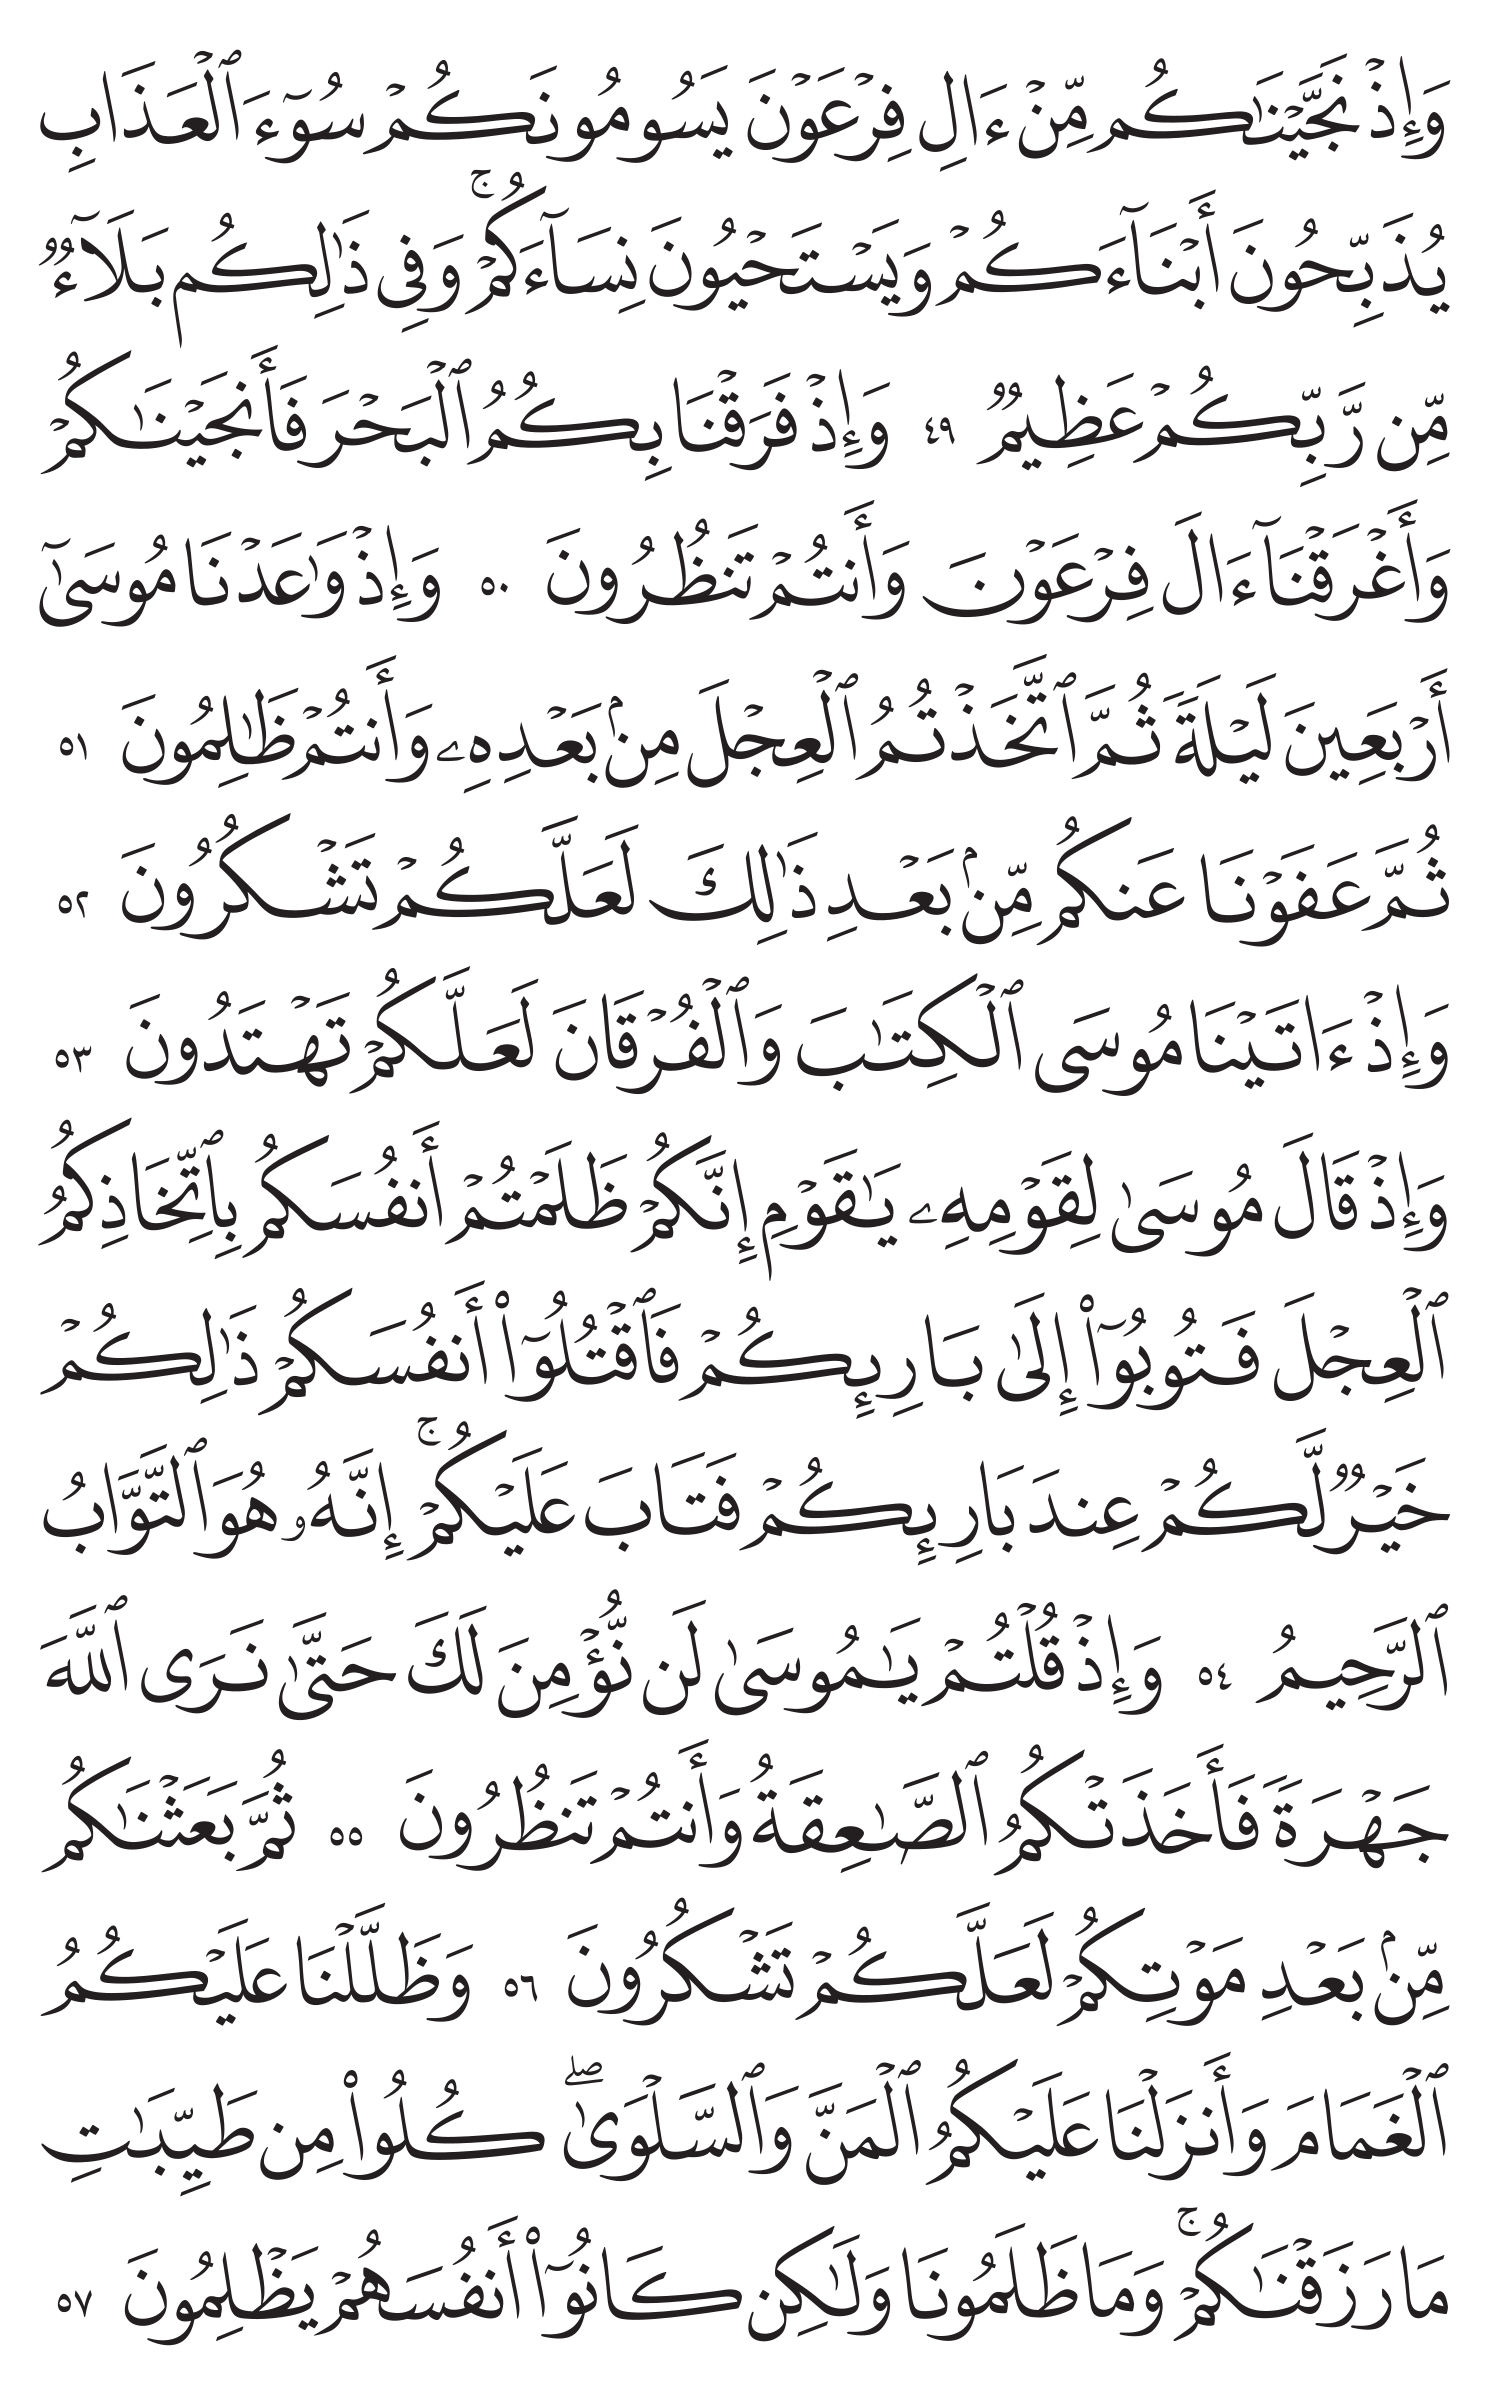 وَإِذْ نَجَّيْنَٰكُم مِّنْ ءَالِ فِرْعَوْنَ يَسُومُونَكُمْ سُوٓءَ ٱلْعَذَابِ
يُذَبِّحُونَ أَبْنَآءَكُمْ وَيَسْتَحْيُونَ نِسَآءَكُمْ ۚ وَفِى ذَٰلِكُم بَلَآءٌ
مِّن رَّبِّكُمْ عَظِيمٌ ٤٩ وَإِذْ فَرَقْنَا بِكُمُ ٱلْبَحْرَ فَأَنجَيْنَٰكُمْ
وَأَغْرَقْنَآ ءَالَ فِرْعَوْنَ وَأَنتُمْ تَنظُرُونَ ٥٠ وَإِذْ وَٰعَدْنَا مُوسَىٰٓ
أَرْبَعِينَ لَيْلَةً ثُمَّ ٱتَّخَذْتُمُ ٱلْعِجْلَ مِنۢ بَعْدِهِۦ وَأَنتُمْ ظَٰلِمُونَ ٥١
ثُمَّ عَفَوْنَا عَنكُم مِّنۢ بَعْدِ ذَٰلِكَ لَعَلَّكُمْ تَشْكُرُونَ ٥٢
وَإِذْ ءَاتَيْنَا مُوسَى ٱلْكِتَٰبَ وَٱلْفُرْقَانَ لَعَلَّكُمْ تَهْتَدُونَ ٥٣
وَإِذْ قَالَ مُوسَىٰ لِقَوْمِهِۦ يَٰقَوْمِ إِنَّكُمْ ظَلَمْتُمْ أَنفُسَكُم بِٱتِّخَاذِكُمُ
ٱلْعِجْلَ فَتُوبُوٓا۟ إِلَىٰ بَارِئِكُمْ فَٱقْتُلُوٓا۟ أَنفُسَكُمْ ذَٰلِكُمْ
خَيْرٌ لَّكُمْ عِندَ بَارِئِكُمْ فَتَابَ عَلَيْكُمْ ۚ إِنَّهُۥ هُوَ ٱلتَّوَّابُ
ٱلرَّحِيمُ ٥٤ وَإِذْ قُلْتُمْ يَٰمُوسَىٰ لَن نُّؤْمِنَ لَكَ حَتَّىٰ نَرَى ٱللَّهَ
جَهْرَةً فَأَخَذَتْكُمُ ٱلصَّٰعِقَةُ وَأَنتُمْ تَنظُرُونَ ٥٥ ثُمَّ بَعَثْنَٰكُم
مِّنۢ بَعْدِ مَوْتِكُمْ لَعَلَّكُمْ تَشْكُرُونَ ٥٦ وَظَلَّلْنَا عَلَيْكُمُ
ٱلْغَمَامَ وَأَنزَلْنَا عَلَيْكُمُ ٱلْمَنَّ وَٱلسَّلْوَىٰ ۖ كُلُوا۟ مِن طَيِّبَٰتِ
مَا رَزَقْنَٰكُمْ ۚ وَمَا ظَلَمُونَا وَلَٰكِن كَانُوٓا۟ أَنفُسَهُمْ يَظْلِمُونَ ٥٧